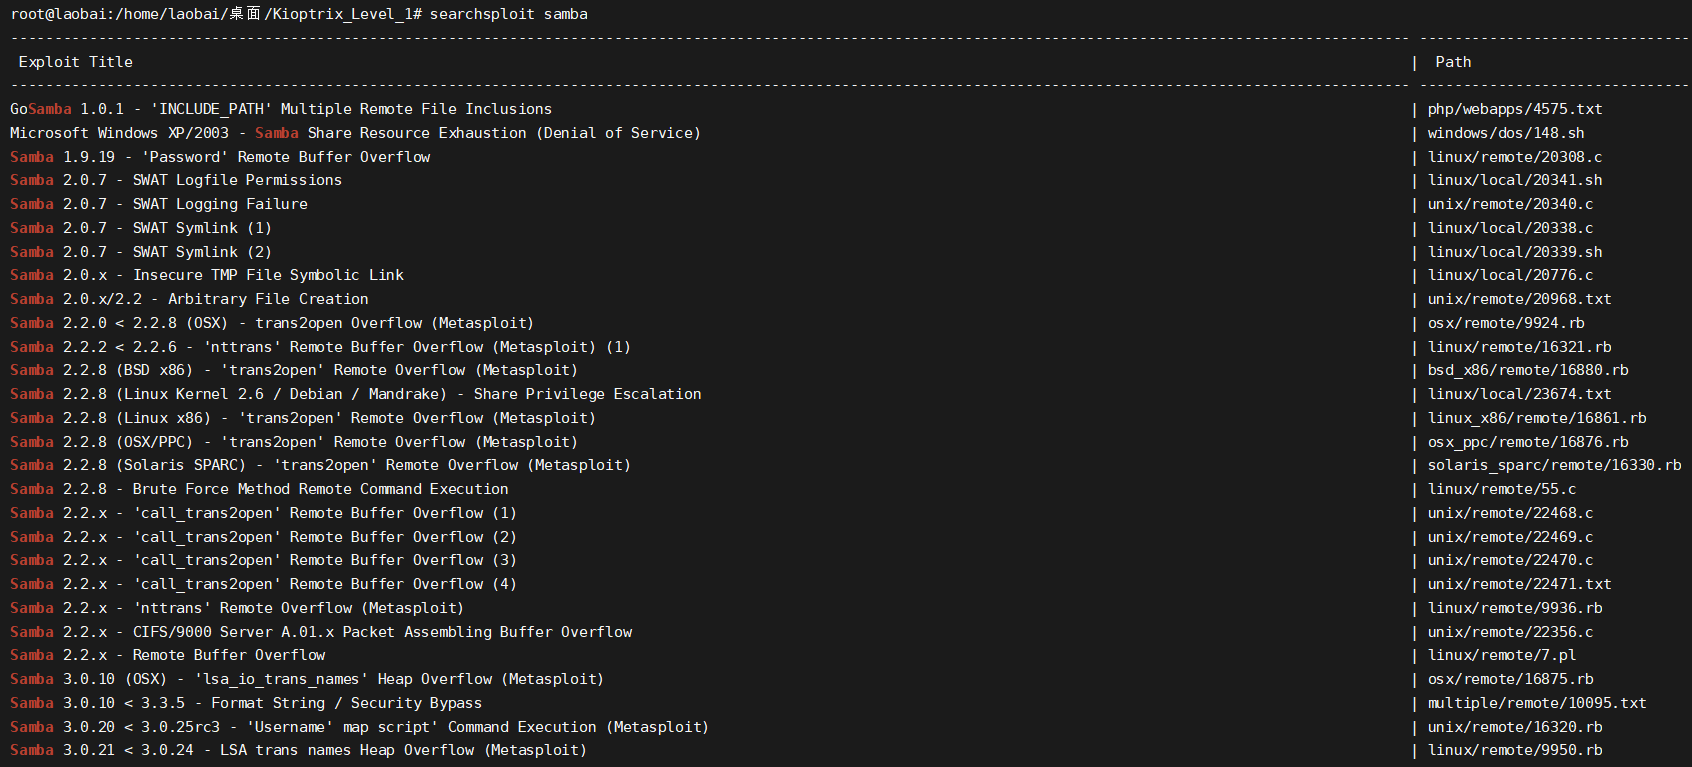 root@laobai:/home/laobai/桌面/Kioptrix_Level_1# searchsploit samba
Exploit Title | Path
GoSamba 1.0.1 - 'INCLUDE_PATH' Multiple Remote File Inclusions | php/webapps/4575.txt
Microsoft Windows XP/2003 - Samba Share Resource Exhaustion (Denial of Service) | windows/dos/148.sh
Samba 1.9.19 - 'Password' Remote Buffer Overflow | linux/remote/20308.c
Samba 2.0.7 - SWAT Logfile Permissions | linux/local/20341.sh
Samba 2.0.7 - SWAT Logging Failure | unix/remote/20340.c
Samba 2.0.7 - SWAT Symlink (1) | linux/local/20338.c
Samba 2.0.7 - SWAT Symlink (2) | linux/local/20339.sh
Samba 2.0.x - Insecure TMP File Symbolic Link | linux/local/20776.c
Samba 2.0.x/2.2 - Arbitrary File Creation | unix/remote/20968.txt
Samba 2.2.0 < 2.2.8 (OSX) - trans2open Overflow (Metasploit) | osx/remote/9924.rb
Samba 2.2.2 < 2.2.6 - 'nttrans' Remote Buffer Overflow (Metasploit) (1) | linux/remote/16321.rb
Samba 2.2.8 (BSD x86) - 'trans2open' Remote Overflow (Metasploit) | bsd_x86/remote/16880.rb
Samba 2.2.8 (Linux Kernel 2.6 / Debian / Mandrake) - Share Privilege Escalation | linux/local/23674.txt
Samba 2.2.8 (Linux x86) - 'trans2open' Remote Overflow (Metasploit) | linux_x86/remote/16861.rb
Samba 2.2.8 (OSX/PPC) - 'trans2open' Remote Overflow (Metasploit) | osx_ppc/remote/16876.rb
Samba 2.2.8 (Solaris SPARC) - 'trans2open' Remote Overflow (Metasploit) | solaris_sparc/remote/16330.rb
Samba 2.2.8 - Brute Force Method Remote Command Execution | linux/remote/55.c
Samba 2.2.x - 'call_trans2open' Remote Buffer Overflow (1) | unix/remote/22468.c
Samba 2.2.x - 'call_trans2open' Remote Buffer Overflow (2) | unix/remote/22469.c
Samba 2.2.x - 'call_trans2open' Remote Buffer Overflow (3) | unix/remote/22470.c
Samba 2.2.x - 'call_trans2open' Remote Buffer Overflow (4) | unix/remote/22471.txt
Samba 2.2.x - 'nttrans' Remote Overflow (Metasploit) | linux/remote/9936.rb
Samba 2.2.x - CIFS/9000 Server A.01.x Packet Assembling Buffer Overflow | unix/remote/22356.c
Samba 2.2.x - Remote Buffer Overflow | linux/remote/7.pl
Samba 3.0.10 (OSX) - 'lsa_io_trans_names' Heap Overflow (Metasploit) | osx/remote/16875.rb
Samba 3.0.10 < 3.3.5 - Format String / Security Bypass | multiple/remote/10095.txt
Samba 3.0.20 < 3.0.25rc3 - 'Username' map script' Command Execution (Metasploit) | unix/remote/16320.rb
Samba 3.0.21 < 3.0.24 - LSA trans names Heap Overflow (Metasploit) | linux/remote/9950.rb